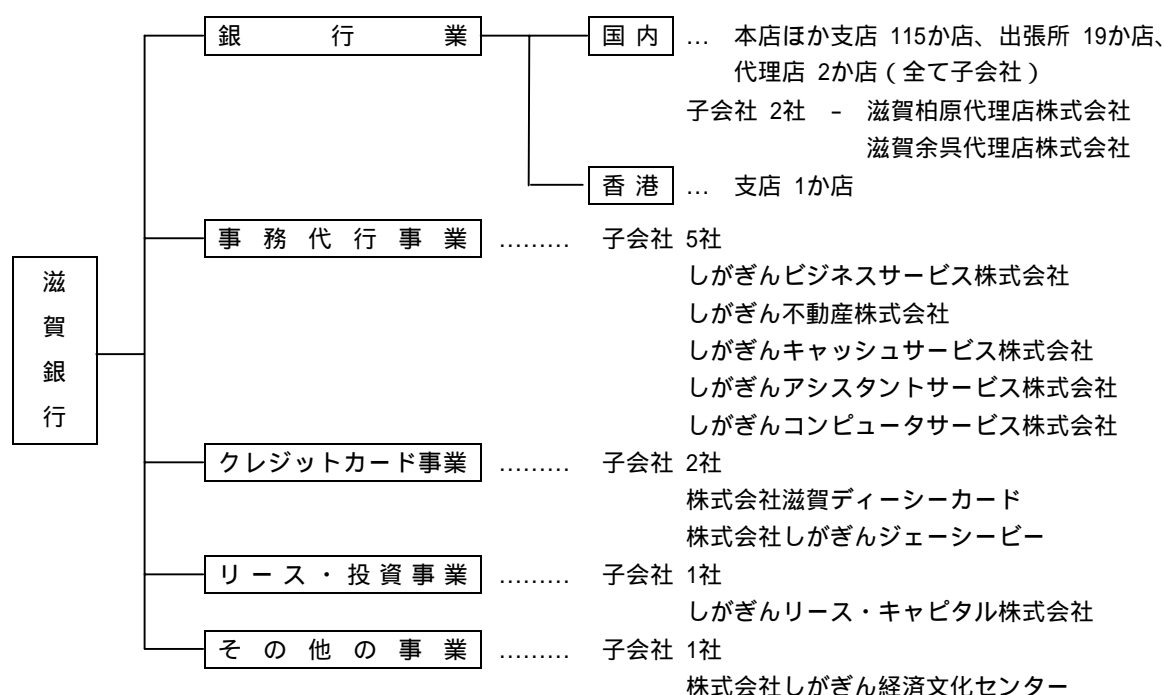 銀行業 国内 … 本店ほか支店 115か店、出張所 19か店、
代理店 2か店(全て子会社)
子会社 2社 - 滋賀柏原代理店株式会社
滋賀余呉代理店株式会社
香港 … 支店 1か店
事務代行事業 ……… 子会社 5社
しがぎんビジネスサービス株式会社
しがぎん不動産株式会社
しがぎんキャッシュサービス株式会社
しがぎんアシスタントサービス株式会社
しがぎんコンピュータサービス株式会社
滋賀銀行
クレジットカード事業 ……… 子会社 2社
株式会社滋賀ディーシーカード
株式会社しがぎんジェーシービー
リース・投資事業 ……… 子会社 1社
しがぎんリース・キャピタル株式会社
その他の事業 ……… 子会社 1社
株式会社しがぎん経済文化センター